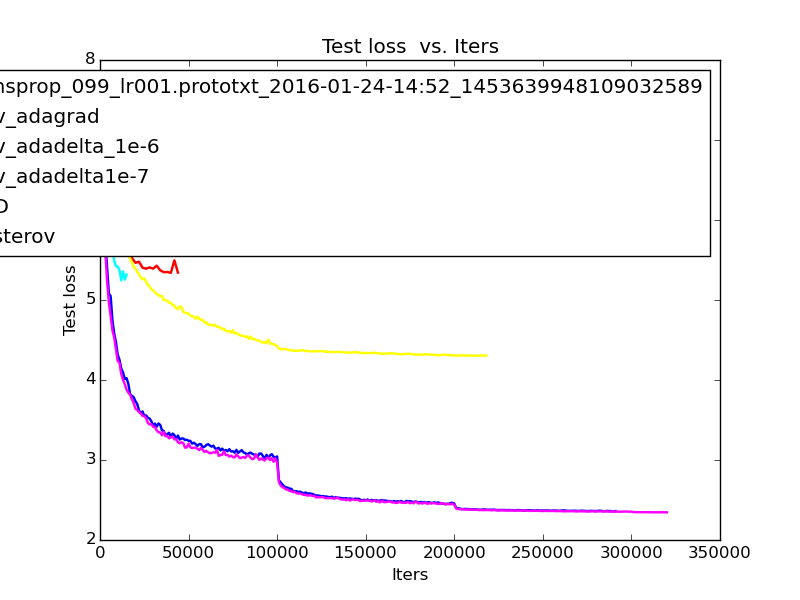 Test loss vs. Iters
8
nsprop_099_lr001.prototxt_2016-01-24-14:52_1453639948109032589
v_adagrad
v_adadelta_1e-6
v_adadelta1e-7
D
sterov
5
4
3
2
Test loss
0 50000 100000 150000 200000 250000 300000 350000
Iters